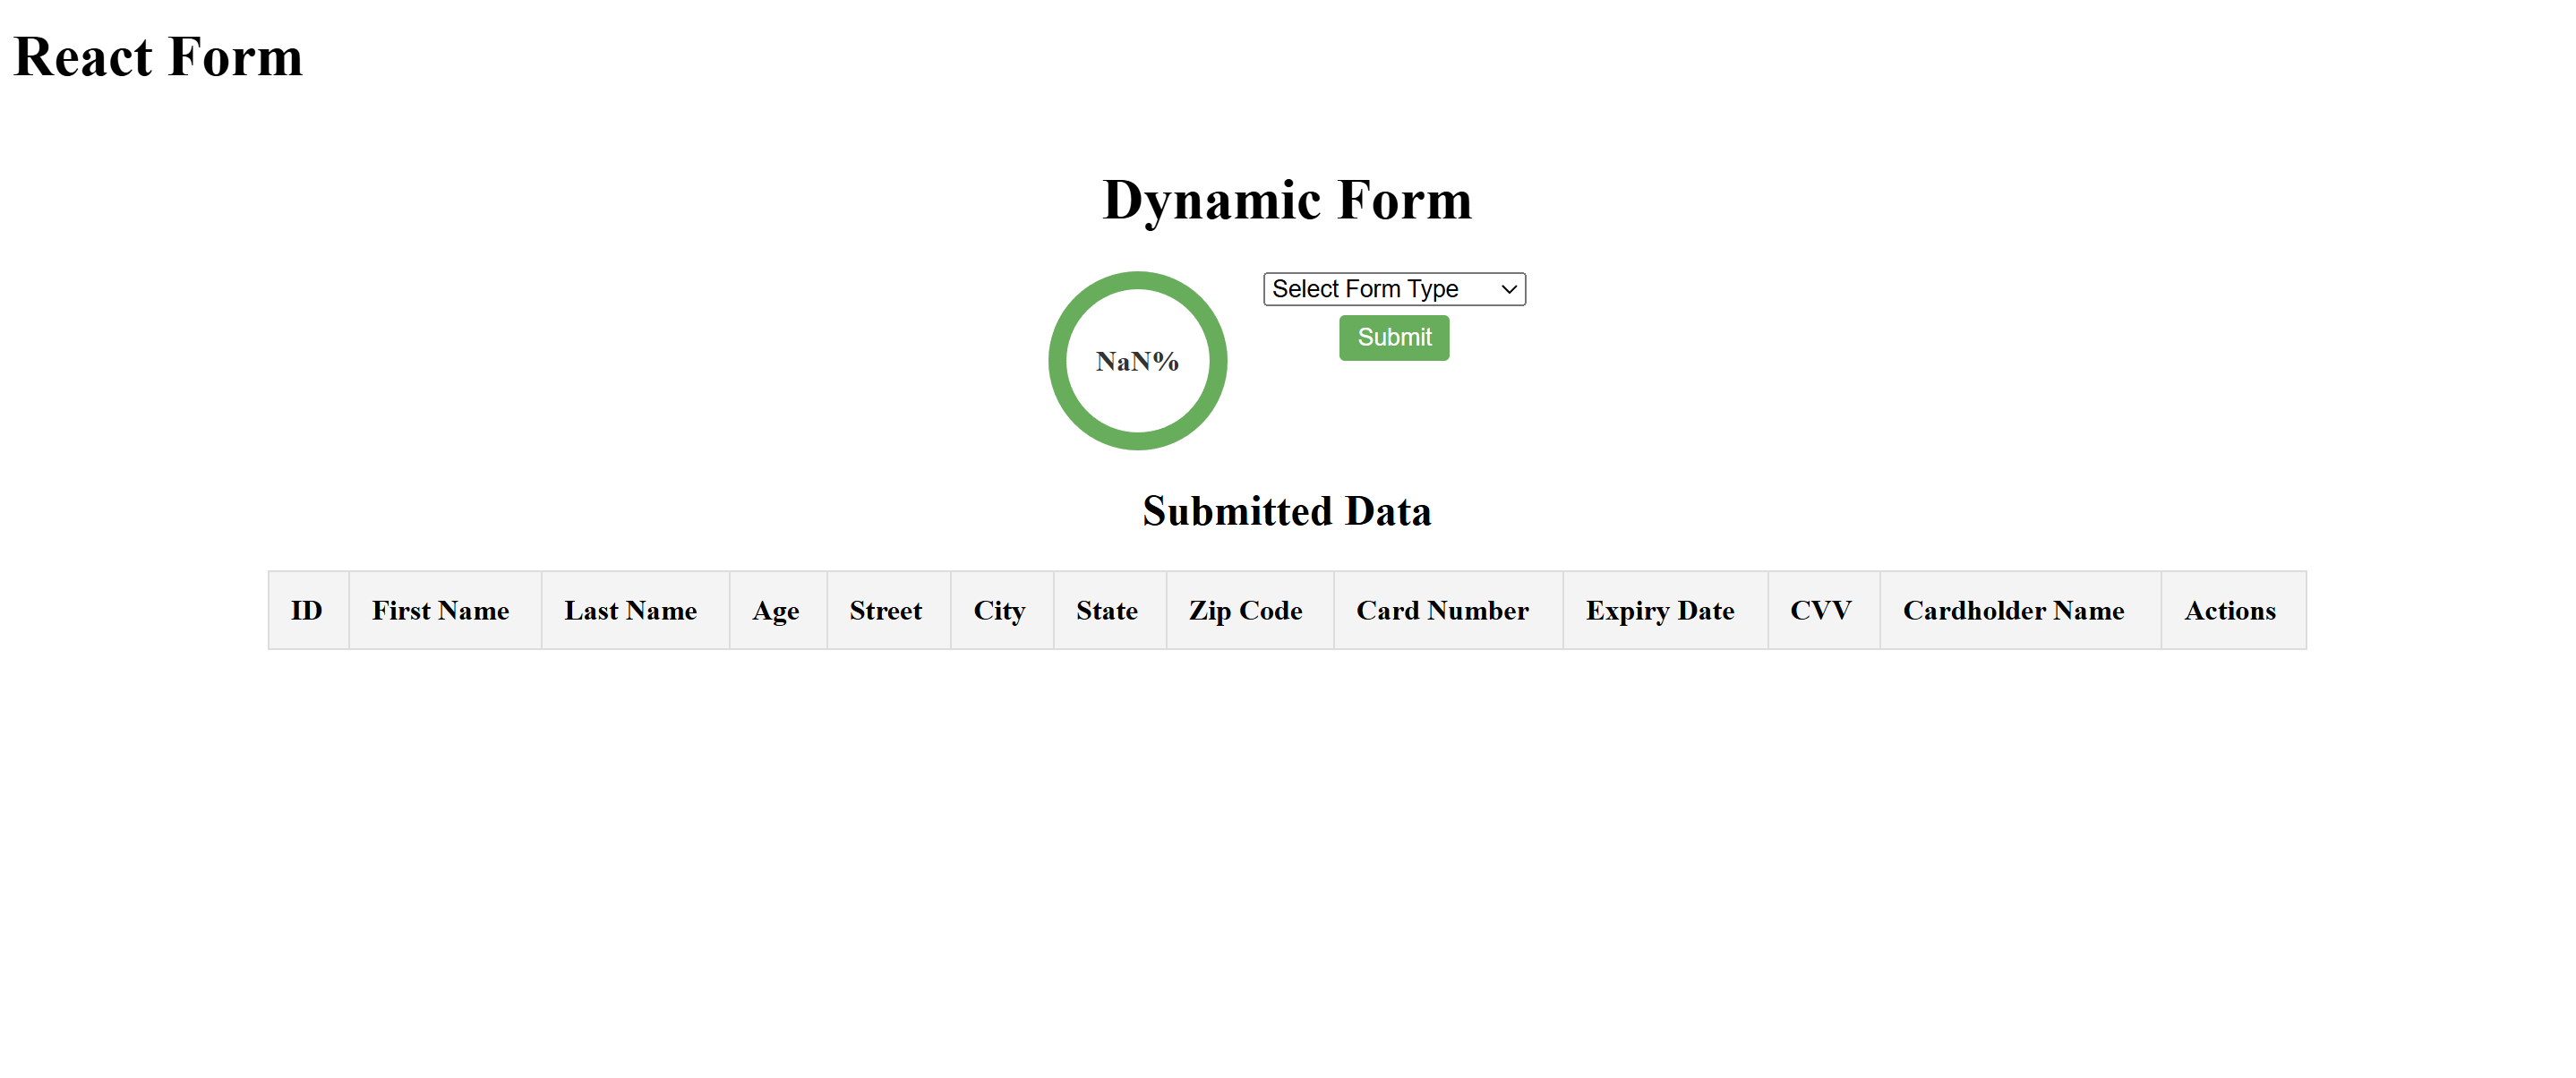 React Form
Dynamic Form
Select Form Type
Submit
NaN%
Submitted Data
ID First Name Last Name Age Street City State Zip Code Card Number Expiry Date CVV Cardholder Name Actions